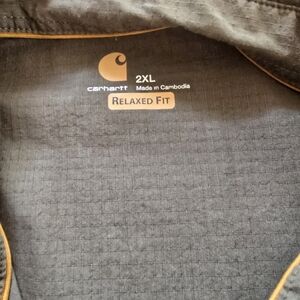 2XL
carhartt Made in Cambodia
RELAXED FIT